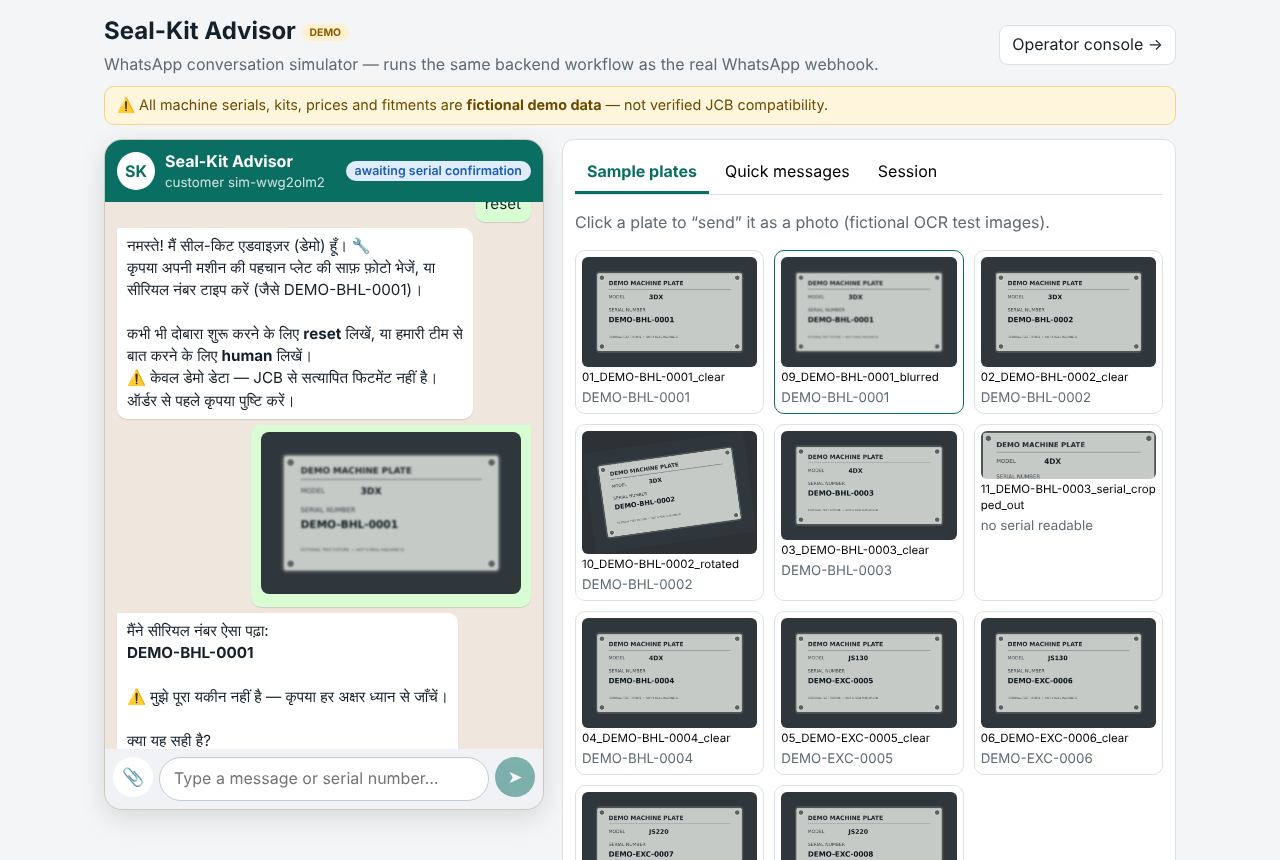 Seal-Kit Advisor DEMO
WhatsApp conversation simulator — runs the same backend workflow as the real WhatsApp webhook.
Operator console →
⚠️ All machine serials, kits, prices and fitments are fictional demo data — not verified JCB compatibility.
SK
Seal-Kit Advisor
customer sim-wwg2olm2
awaiting serial confirmation
reset
नमस्ते! मैं सील-किट एडवाइज़र (डेमो) हूँ। 🔧
कृपया अपनी मशीन की पहचान प्लेट की साफ़ फ़ोटो भेजें, या
सीरियल नंबर टाइप करें (जैसे DEMO-BHL-0001)।
कभी भी दोबारा शुरू करने के लिए reset लिखें, या हमारी टीम से
बात करने के लिए human लिखें।
⚠️ केवल डेमो डेटा — JCB से सत्यापित फिटमेंट नहीं है।
ऑर्डर से पहले कृपया पुष्टि करें।
DEMO MACHINE PLATE
MODEL 3DX
SERIAL NUMBER
DEMO-BHL-0001
मैंने सीरियल नंबर ऐसा पढ़ा:
DEMO-BHL-0001
⚠️ मुझे पूरा यकीन नहीं है — कृपया हर अक्षर ध्यान से जाँचें।
क्या यह सही है?
Type a message or serial number...
Sample plates
Quick messages
Session
Click a plate to “send” it as a photo (fictional OCR test images).
DEMO MACHINE PLATE
MODEL 3DX
SERIAL NUMBER
DEMO-BHL-0001
01_DEMO-BHL-0001_clear
DEMO-BHL-0001
DEMO MACHINE PLATE
MODEL 3DX
SERIAL NUMBER
DEMO-BHL-0001
09_DEMO-BHL-0001_blurred
DEMO-BHL-0001
DEMO MACHINE PLATE
MODEL 3DX
SERIAL NUMBER
DEMO-BHL-0002
02_DEMO-BHL-0002_clear
DEMO-BHL-0002
DEMO MACHINE PLATE
MODEL 3DX
SERIAL NUMBER
DEMO-BHL-0002
10_DEMO-BHL-0002_rotated
DEMO-BHL-0002
DEMO MACHINE PLATE
MODEL 4DX
SERIAL NUMBER
DEMO-BHL-0003
03_DEMO-BHL-0003_clear
DEMO-BHL-0003
DEMO MACHINE PLATE
MODEL 4DX
SERIAL NUMBER
11_DEMO-BHL-0003_serial_crop
ped_out
no serial readable
DEMO MACHINE PLATE
MODEL 4DX
SERIAL NUMBER
DEMO-BHL-0004
04_DEMO-BHL-0004_clear
DEMO-BHL-0004
DEMO MACHINE PLATE
MODEL JS130
SERIAL NUMBER
DEMO-EXC-0005
05_DEMO-EXC-0005_clear
DEMO-EXC-0005
DEMO MACHINE PLATE
MODEL JS130
SERIAL NUMBER
DEMO-EXC-0006
06_DEMO-EXC-0006_clear
DEMO-EXC-0006
DEMO MACHINE PLATE
MODEL JS220
SERIAL NUMBER
DEMO-EXC-0007
DEMO MACHINE PLATE
MODEL JS220
SERIAL NUMBER
DEMO-EXC-0008